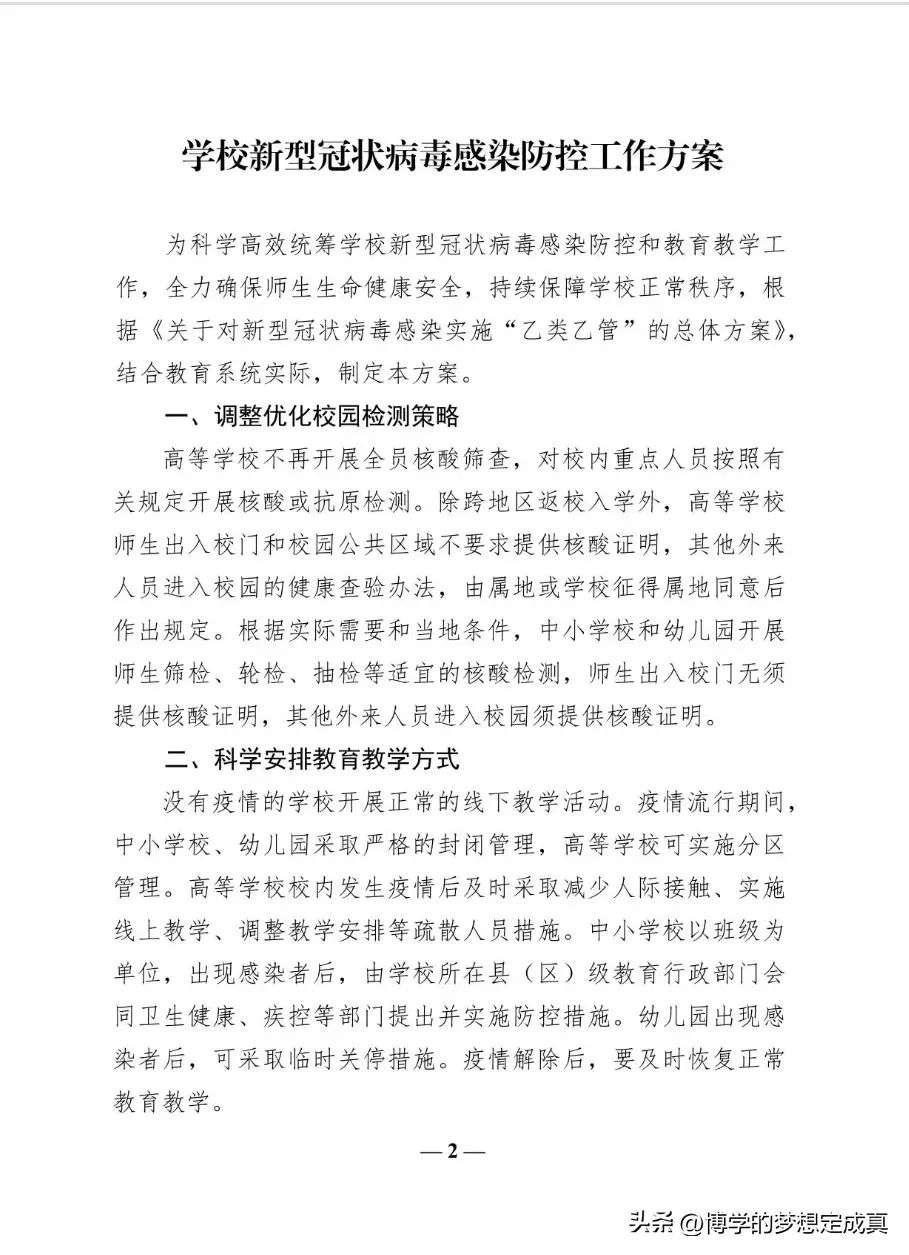 学校新型冠状病毒感染防控工作方案
为科学高效统筹学校新型冠状病毒感染防控和教育教学工
作，全力确保师生生命健康安全，持续保障学校正常秩序，根
据《关于对新型冠状病毒感染实施“乙类乙管”的总体方案》，
结合教育系统实际，制定本方案。
一、调整优化校园检测策略
高等学校不再开展全员核酸筛查，对校内重点人员按照有
关规定开展核酸或抗原检测。除跨地区返校入学外，高等学校
师生出入校门和校园公共区域不要求提供核酸证明，其他外来
人员进入校园的健康查验办法，由属地或学校征得属地同意后
作出规定。根据实际需要和当地条件，中小学校和幼儿园开展
师生筛检、轮检、抽检等适宜的核酸检测，师生出入校门无须
提供核酸证明，其他外来人员进入校园须提供核酸证明。
二、科学安排教育教学方式
没有疫情的学校开展正常的线下教学活动。疫情流行期间，
中小学校、幼儿园采取严格的封闭管理，高等学校可实施分区
管理。高等学校校内发生疫情后及时采取减少人际接触、实施
线上教学、调整教学安排等疏散人员措施。中小学校以班级为
单位，出现感染者后，由学校所在县（区）级教育行政部门会
同卫生健康、疾控等部门提出并实施防控措施。幼儿园出现感
染者后，可采取临时关停措施。疫情解除后，要及时恢复正常
教育教学。
— 2 —
头条 @博学的梦想定成真